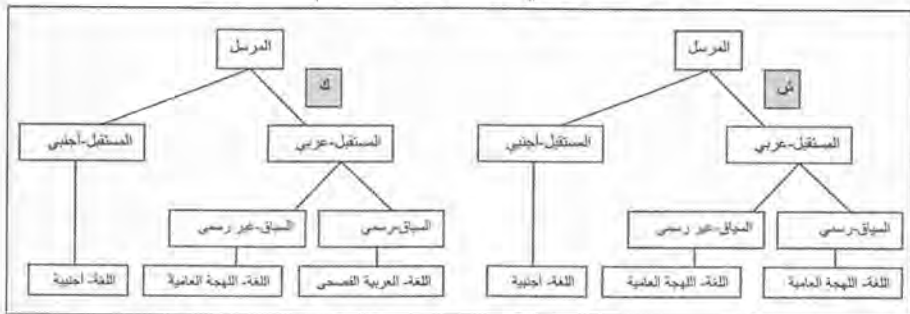 المرسل
المرسل
ش
ك
المستقبل-عربي
المستقبل-أجنبي
المستقبل-عربي
المستقبل-أجنبي
السياق-رسمي
السياق-غير رسمي
السياق-رسمي
السياق-غير رسمي
اللغة- اللهجة العامية
اللغة- اللهجة العامية
اللغة- أجنبية
اللغة- العربية الفصحى
اللغة- اللهجة العامية
اللغة- أجنبية